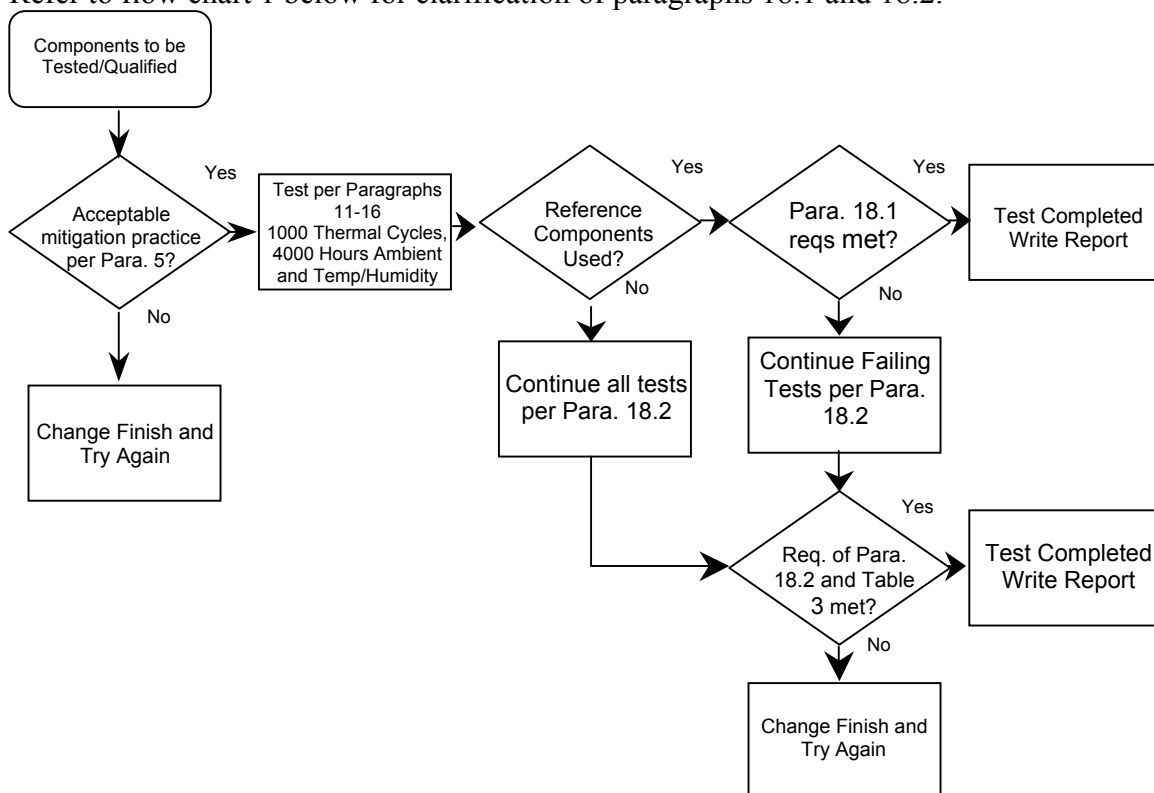 Refer to flow chart 1 below for clarification of paragraphs 18.1 and 18.2.
Components to be
Tested/Qualified
Acceptable
mitigation practice
per Para. 5?
Yes
No
Change Finish and
Try Again
Test per Paragraphs
11-16
1000 Thermal Cycles,
4000 Hours Ambient
and Temp/Humidity
Reference
Components
Used?
Yes
No
Continue all tests
per Para. 18.2
Para. 18.1
reqs met?
Yes
No
Test Completed
Write Report
Continue Failing
Tests per Para.
18.2
Req. of Para.
18.2 and Table
3 met?
Yes
No
Test Completed
Write Report
Change Finish and
Try Again